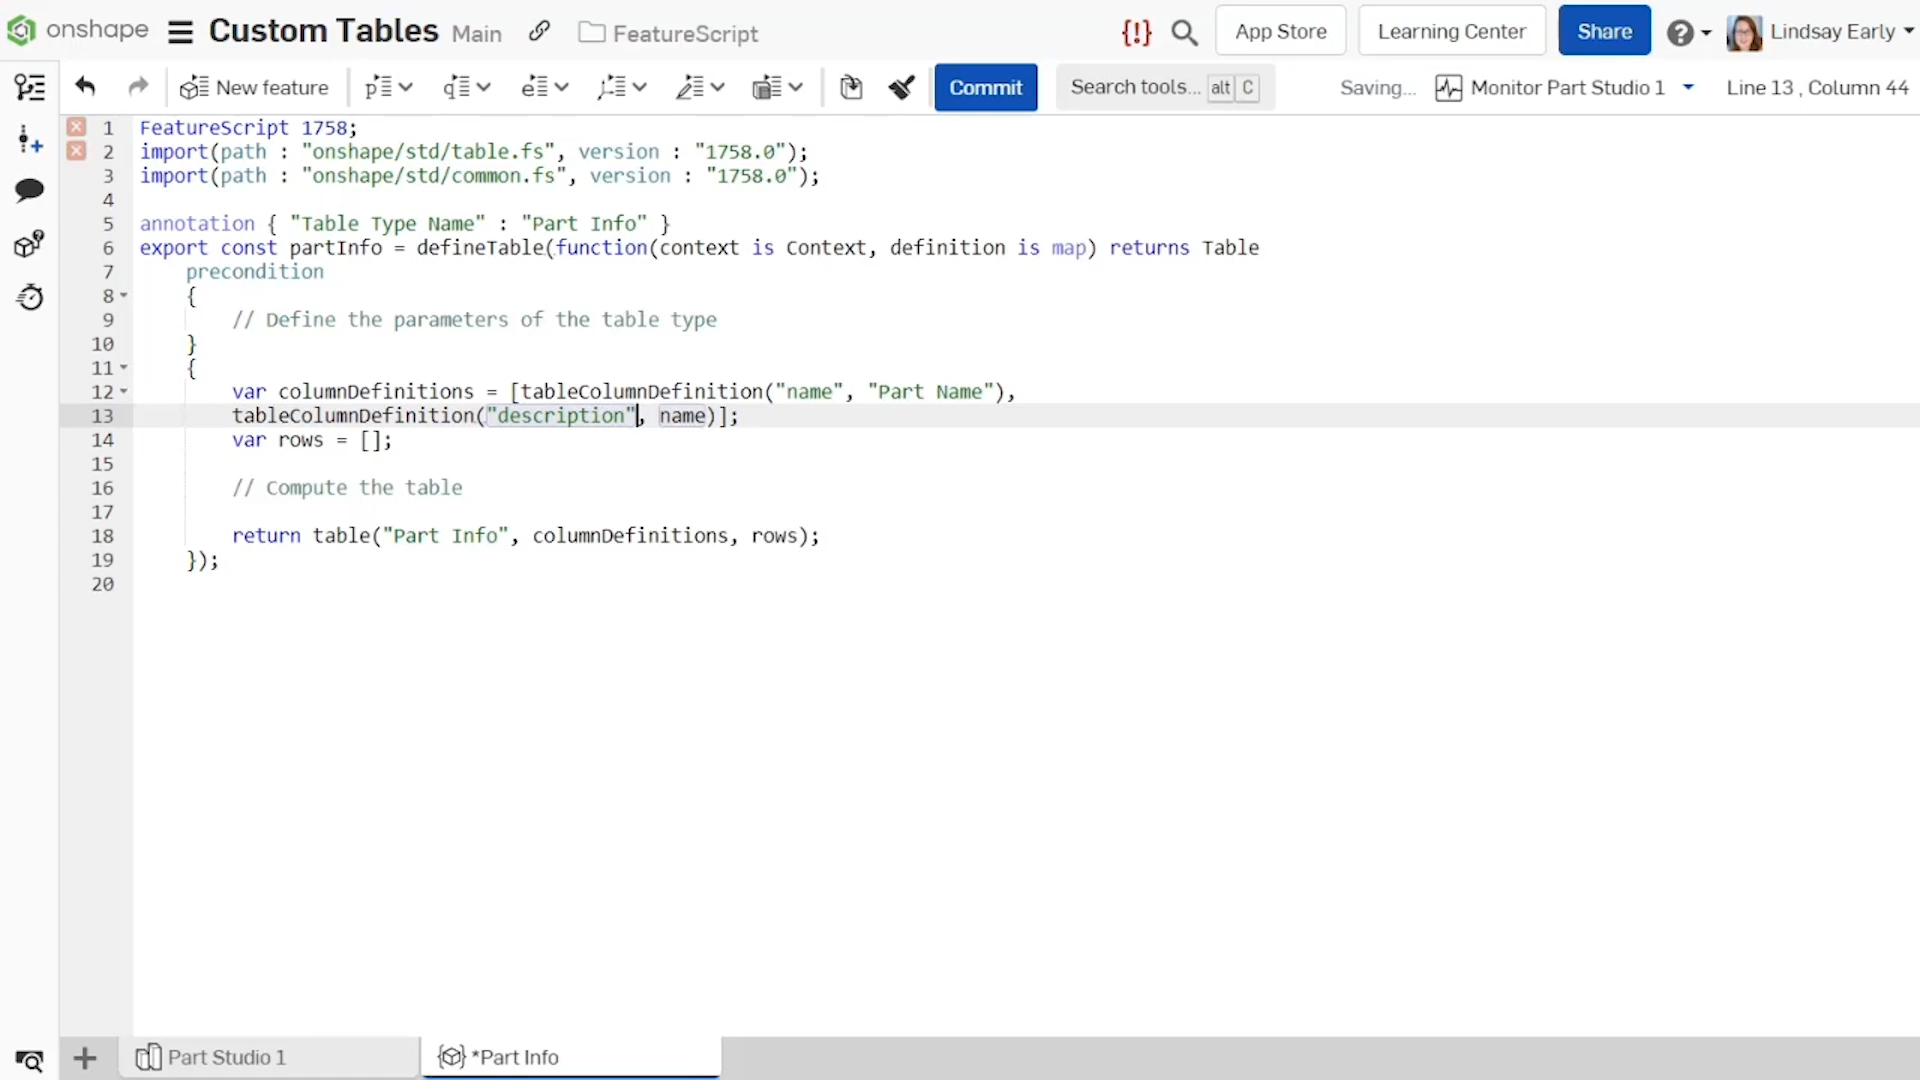 onshape Custom Tables Main FeatureScript {!} App Store Learning Center Share Lindsay Early
New feature Commit Search tools... alt C Saving... Monitor Part Studio 1 Line 13 , Column 44
1 FeatureScript 1758;
2 import(path : "onshape/std/table.fs", version : "1758.0");
3 import(path : "onshape/std/common.fs", version : "1758.0");
4
5 annotation { "Table Type Name" : "Part Info" }
6 export const partInfo = defineTable(function(context is Context, definition is map) returns Table
7 precondition
8 {
9 // Define the parameters of the table type
10 }
11 {
12 var columnDefinitions = [tableColumnDefinition("name", "Part Name"),
13 tableColumnDefinition("description", name)];
14 var rows = [];
15
16 // Compute the table
17
18 return table("Part Info", columnDefinitions, rows);
19 });
20
Part Studio 1 *Part Info